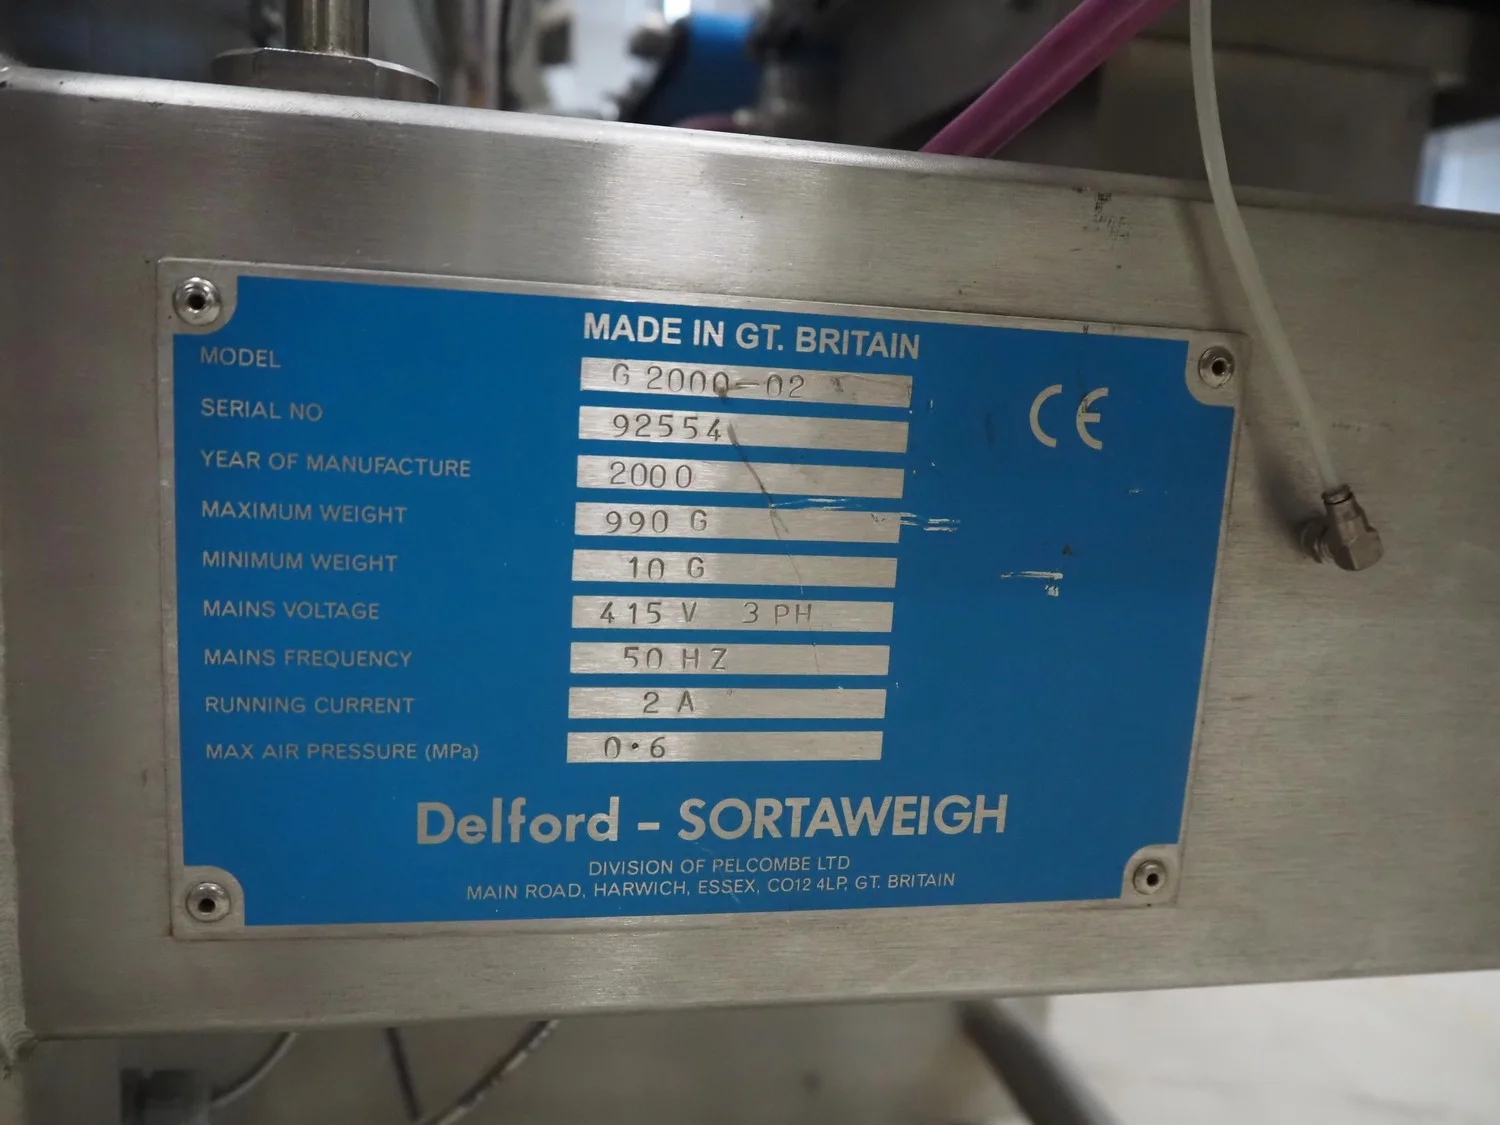 MADE IN GT. BRITAIN
MODEL G 2000-02
SERIAL NO 92554
YEAR OF MANUFACTURE 2000
MAXIMUM WEIGHT 990 G
MINIMUM WEIGHT 10 G
MAINS VOLTAGE 415 V 3 PH
MAINS FREQUENCY 50 HZ
RUNNING CURRENT 2 A
MAX AIR PRESSURE (MPa) 0·6
CE
Delford - SORTAWEIGH
DIVISION OF PELCOMBE LTD
MAIN ROAD, HARWICH, ESSEX, CO12 4LP, GT. BRITAIN